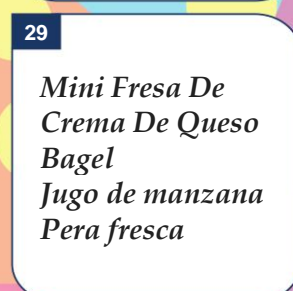 29
Mini Fresa De
Crema De Queso
Bagel
Jugo de manzana
Pera fresca